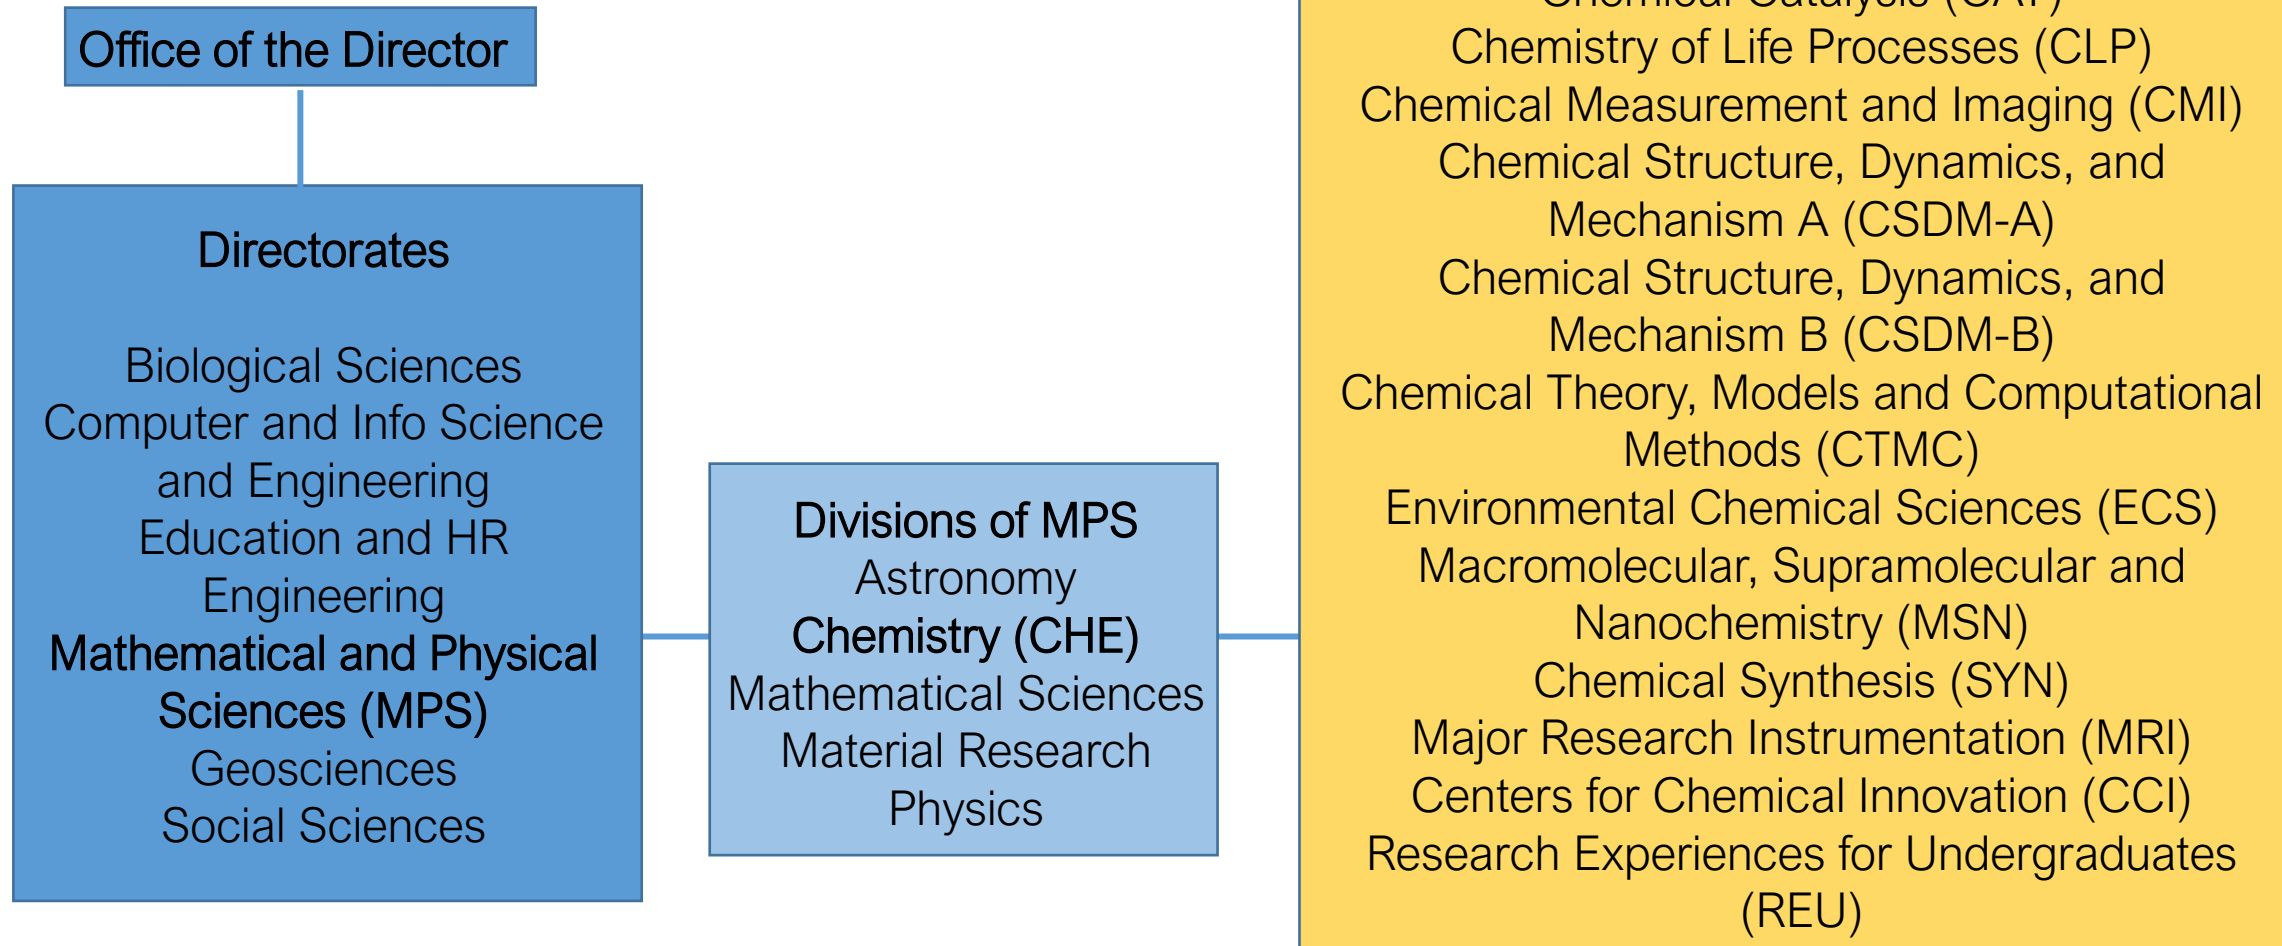 Office of the Director
Directorates
Biological Sciences
Computer and Info Science
and Engineering
Education and HR
Engineering
Mathematical and Physical
Sciences (MPS)
Geosciences
Social Sciences
Divisions of MPS
Astronomy
Chemistry (CHE)
Mathematical Sciences
Material Research
Physics
Chemical Catalysis (CAT)
Chemistry of Life Processes (CLP)
Chemical Measurement and Imaging (CMI)
Chemical Structure, Dynamics, and
Mechanism A (CSDM-A)
Chemical Structure, Dynamics, and
Mechanism B (CSDM-B)
Chemical Theory, Models and Computational
Methods (CTMC)
Environmental Chemical Sciences (ECS)
Macromolecular, Supramolecular and
Nanochemistry (MSN)
Chemical Synthesis (SYN)
Major Research Instrumentation (MRI)
Centers for Chemical Innovation (CCI)
Research Experiences for Undergraduates
(REU)